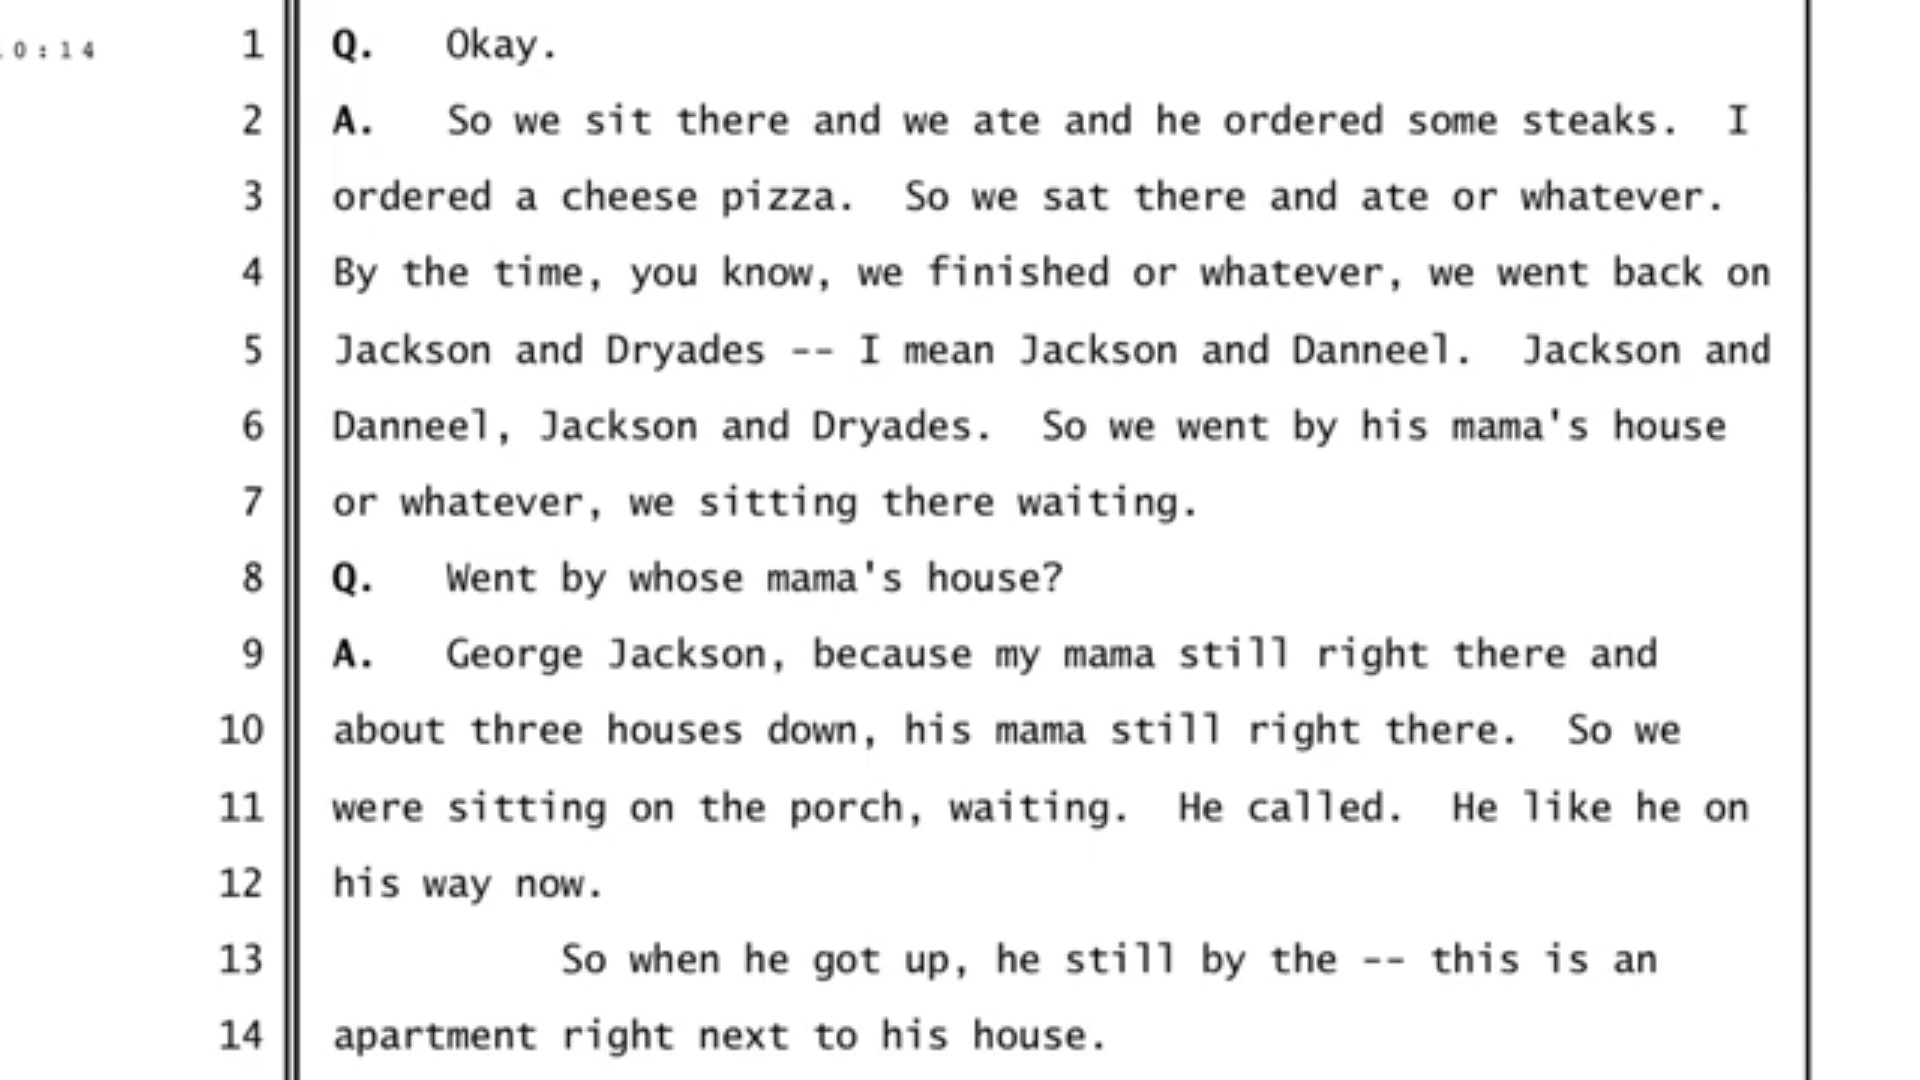 10:14 1 Q. Okay.
2 A. So we sit there and we ate and he ordered some steaks. I
3 ordered a cheese pizza. So we sat there and ate or whatever.
4 By the time, you know, we finished or whatever, we went back on
5 Jackson and Dryades -- I mean Jackson and Danneel. Jackson and
6 Danneel, Jackson and Dryades. So we went by his mama's house
7 or whatever, we sitting there waiting.
8 Q. Went by whose mama's house?
9 A. George Jackson, because my mama still right there and
10 about three houses down, his mama still right there. So we
11 were sitting on the porch, waiting. He called. He like he on
12 his way now.
13 So when he got up, he still by the -- this is an
14 apartment right next to his house.